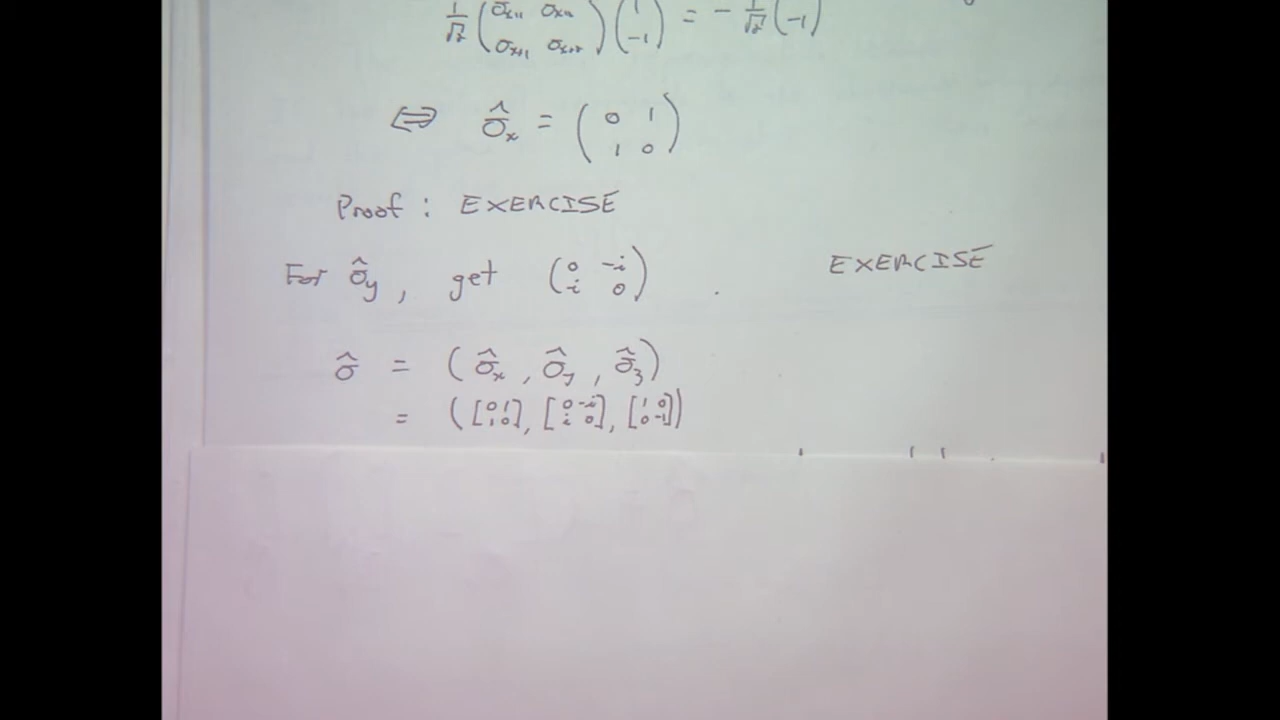 1/√2 ( σx11 σx12 ) ( 1 ) = - 1/√2 ( )
( σx21 σx22 ) ( -1 ) ( -1 )
⇔ σ̂x = ( 0 1 )
( 1 0 )
Proof : EXERCISE
For σ̂y , get ( 0 -i ) . EXERCISE
( i 0 )
σ̂ = ( σ̂x , σ̂y , σ̂z )
= ( [ 0 1 ; 1 0 ] , [ 0 -i ; i 0 ] , [ 1 0 ; 0 -1 ] )